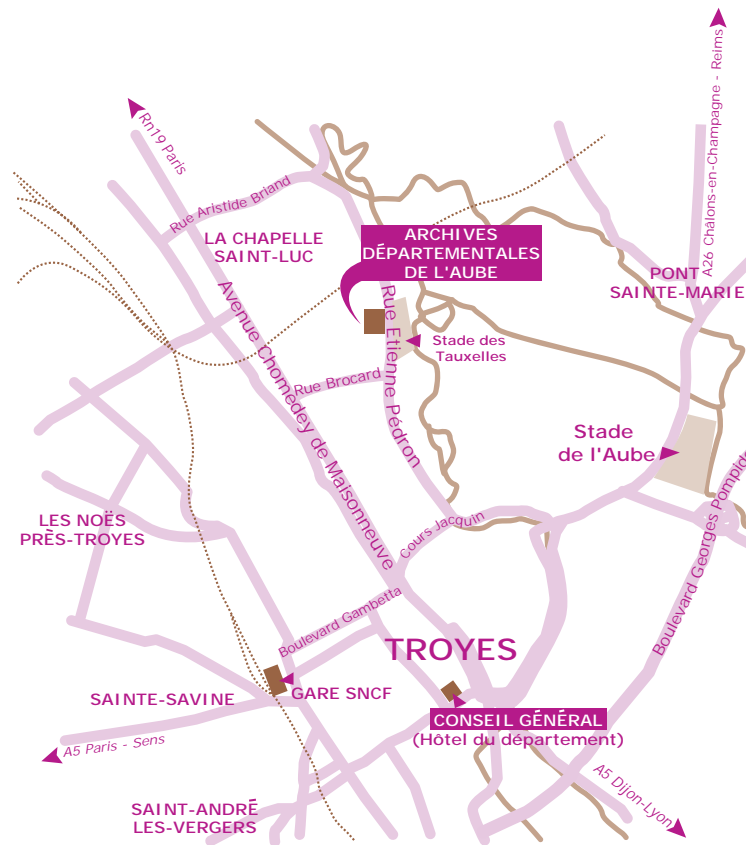 A26 Châlons-en-Champagne - Reims
Rn19 Paris
Rue Aristide Briand
LA CHAPELLE
SAINT-LUC
ARCHIVES
DÉPARTEMENTALES
DE L'AUBE
PONT
SAINTE-MARIE
Avenue Chomedey de Maisonneuve
Rue Etienne Pédron
Stade des
Tauxelles
Rue Brocard
Stade
de l'Aube
Boulevard Georges Pompid
LES NOËS
PRÈS-TROYES
Cours Jacquin
Boulevard Gambetta
TROYES
SAINTE-SAVINE
GARE SNCF
CONSEIL GÉNÉRAL
(Hôtel du département)
A5 Paris - Sens
A5 Dijon-Lyon
SAINT-ANDRÉ
LES-VERGERS